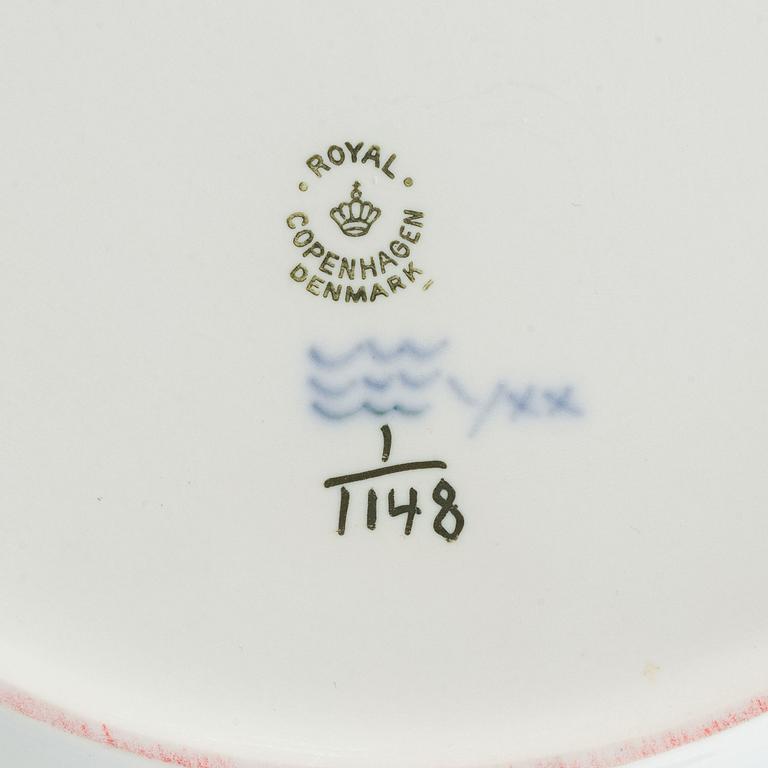 ROYAL
COPENHAGEN
DENMARK
1
1148